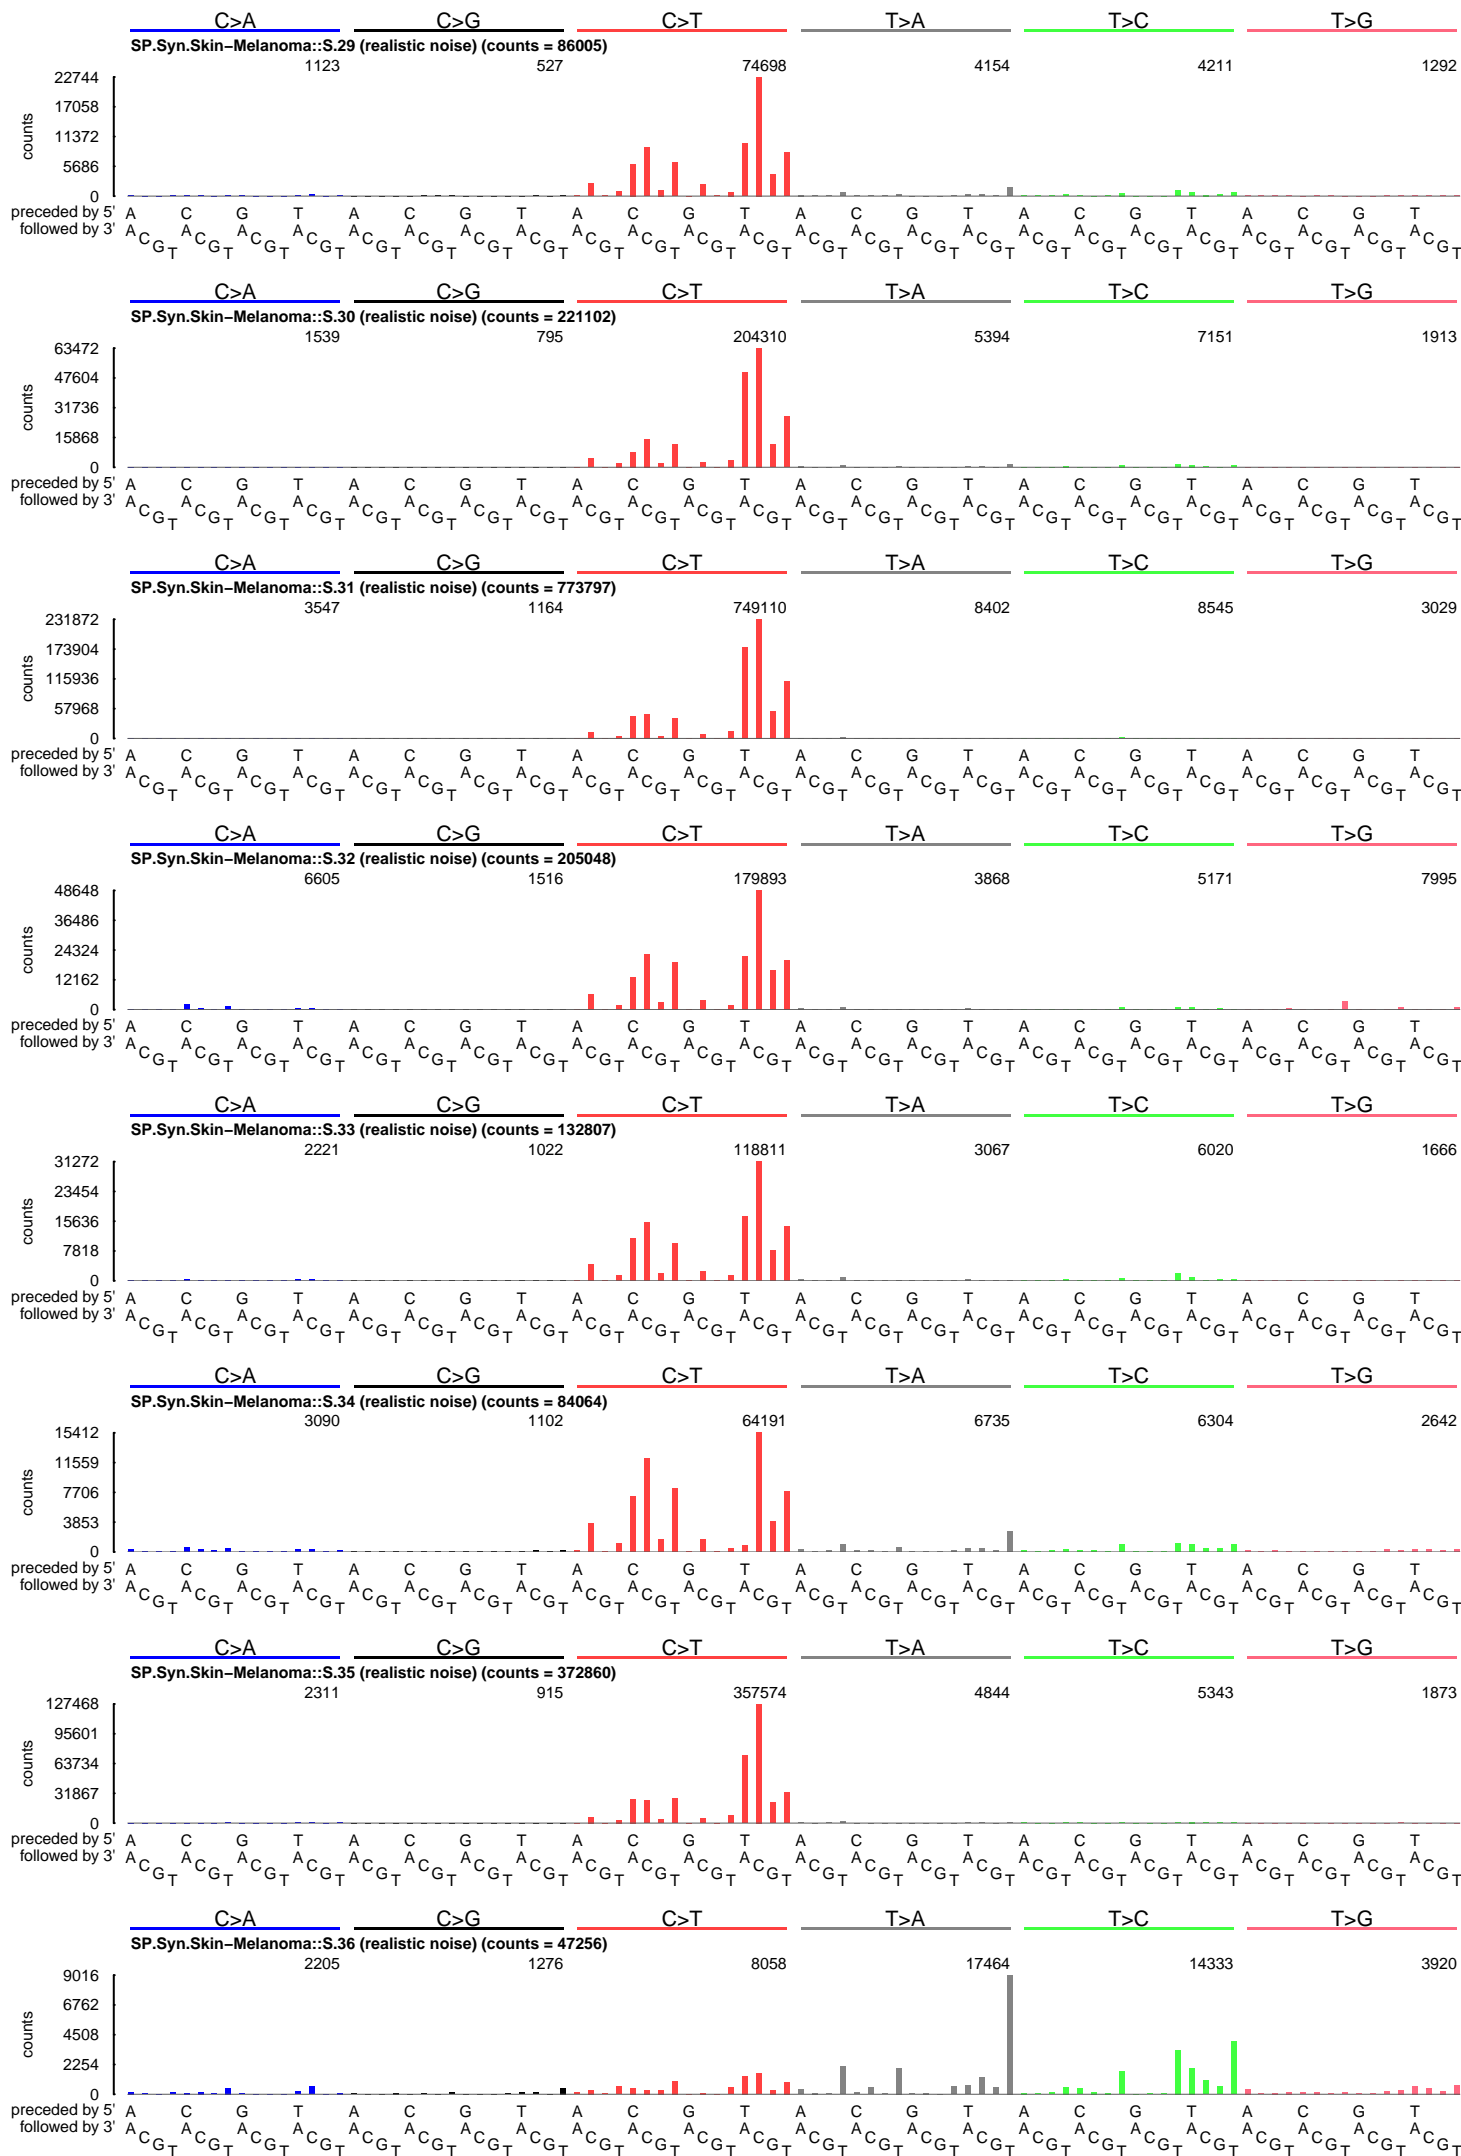 C>A C>G C>T T>A T>C T>G
SP.Syn.Skin−Melanoma::S.29 (realistic noise) (counts = 86005)
1123 527 74698 4154 4211 1292
22744
17058
11372
5686
0
counts
preceded by 5' A C G T A C G T A C G T A C G T A C G T A C G T
followed by 3' A C G T A C G T A C G T A C G T A C G T A C G T A C G T A C G T A C G T A C G T A C G T A C G T A C G T A C G T A C G T A C G T A C G T A C G T A C G T A C G T A C G T A C G T A C G T A C G T
C>A C>G C>T T>A T>C T>G
SP.Syn.Skin−Melanoma::S.30 (realistic noise) (counts = 221102)
1539 795 204310 5394 7151 1913
63472
47604
31736
15868
0
counts
preceded by 5' A C G T A C G T A C G T A C G T A C G T A C G T
followed by 3' A C G T A C G T A C G T A C G T A C G T A C G T A C G T A C G T A C G T A C G T A C G T A C G T A C G T A C G T A C G T A C G T A C G T A C G T A C G T A C G T A C G T A C G T A C G T A C G T
C>A C>G C>T T>A T>C T>G
SP.Syn.Skin−Melanoma::S.31 (realistic noise) (counts = 773797)
3547 1164 749110 8402 8545 3029
231872
173904
115936
57968
0
counts
preceded by 5' A C G T A C G T A C G T A C G T A C G T A C G T
followed by 3' A C G T A C G T A C G T A C G T A C G T A C G T A C G T A C G T A C G T A C G T A C G T A C G T A C G T A C G T A C G T A C G T A C G T A C G T A C G T A C G T A C G T A C G T A C G T A C G T
C>A C>G C>T T>A T>C T>G
SP.Syn.Skin−Melanoma::S.32 (realistic noise) (counts = 205048)
6605 1516 179893 3868 5171 7995
48648
36486
24324
12162
0
counts
preceded by 5' A C G T A C G T A C G T A C G T A C G T A C G T
followed by 3' A C G T A C G T A C G T A C G T A C G T A C G T A C G T A C G T A C G T A C G T A C G T A C G T A C G T A C G T A C G T A C G T A C G T A C G T A C G T A C G T A C G T A C G T A C G T A C G T
C>A C>G C>T T>A T>C T>G
SP.Syn.Skin−Melanoma::S.33 (realistic noise) (counts = 132807)
2221 1022 118811 3067 6020 1666
31272
23454
15636
7818
0
counts
preceded by 5' A C G T A C G T A C G T A C G T A C G T A C G T
followed by 3' A C G T A C G T A C G T A C G T A C G T A C G T A C G T A C G T A C G T A C G T A C G T A C G T A C G T A C G T A C G T A C G T A C G T A C G T A C G T A C G T A C G T A C G T A C G T A C G T
C>A C>G C>T T>A T>C T>G
SP.Syn.Skin−Melanoma::S.34 (realistic noise) (counts = 84064)
3090 1102 64191 6735 6304 2642
15412
11559
7706
3853
0
counts
preceded by 5' A C G T A C G T A C G T A C G T A C G T A C G T
followed by 3' A C G T A C G T A C G T A C G T A C G T A C G T A C G T A C G T A C G T A C G T A C G T A C G T A C G T A C G T A C G T A C G T A C G T A C G T A C G T A C G T A C G T A C G T A C G T A C G T
C>A C>G C>T T>A T>C T>G
SP.Syn.Skin−Melanoma::S.35 (realistic noise) (counts = 372860)
2311 915 357574 4844 5343 1873
127468
95601
63734
31867
0
counts
preceded by 5' A C G T A C G T A C G T A C G T A C G T A C G T
followed by 3' A C G T A C G T A C G T A C G T A C G T A C G T A C G T A C G T A C G T A C G T A C G T A C G T A C G T A C G T A C G T A C G T A C G T A C G T A C G T A C G T A C G T A C G T A C G T A C G T
C>A C>G C>T T>A T>C T>G
SP.Syn.Skin−Melanoma::S.36 (realistic noise) (counts = 47256)
2205 1276 8058 17464 14333 3920
9016
6762
4508
2254
0
counts
preceded by 5' A C G T A C G T A C G T A C G T A C G T A C G T
followed by 3' A C G T A C G T A C G T A C G T A C G T A C G T A C G T A C G T A C G T A C G T A C G T A C G T A C G T A C G T A C G T A C G T A C G T A C G T A C G T A C G T A C G T A C G T A C G T A C G T